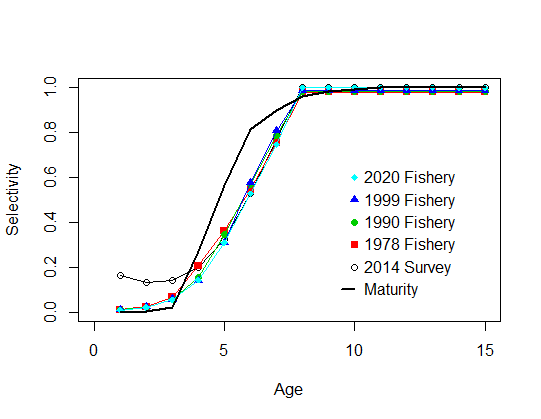 1.0
0.8
0.6
0.4
0.2
0.0
Selectivity
2020 Fishery
1999 Fishery
1990 Fishery
1978 Fishery
2014 Survey
Maturity
0 5 10 15
Age